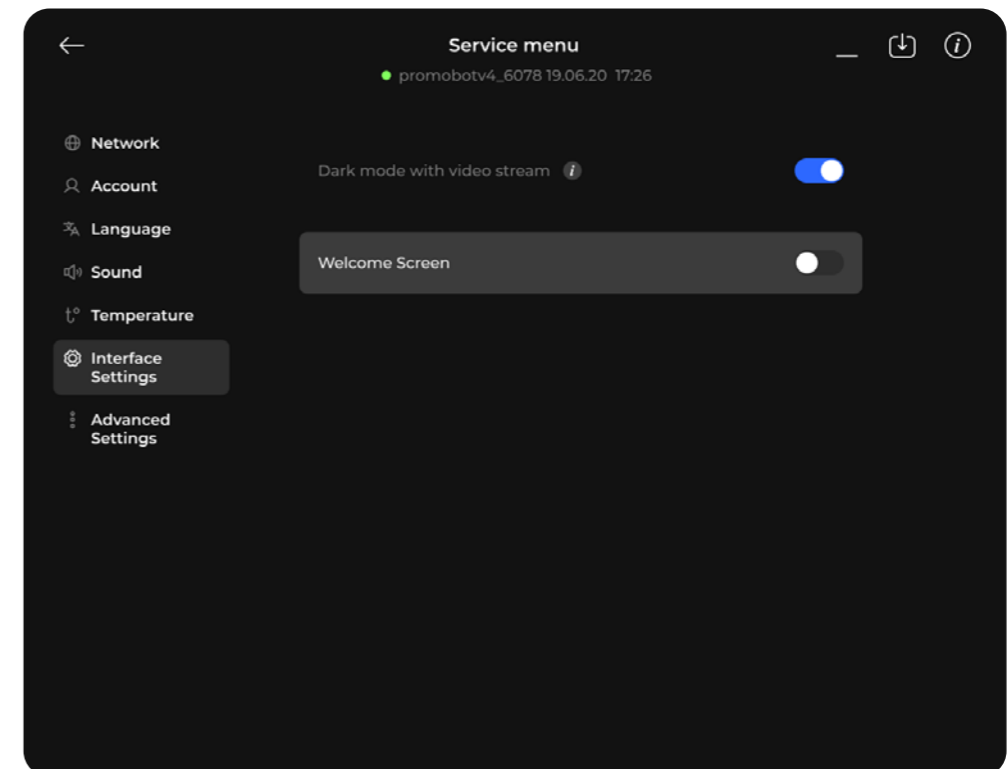 Service menu
promobotv4_6078 19.06.20 17:26
Network
Account
Language
Sound
Temperature
Interface
Settings
Advanced
Settings
Dark mode with video stream
Welcome Screen